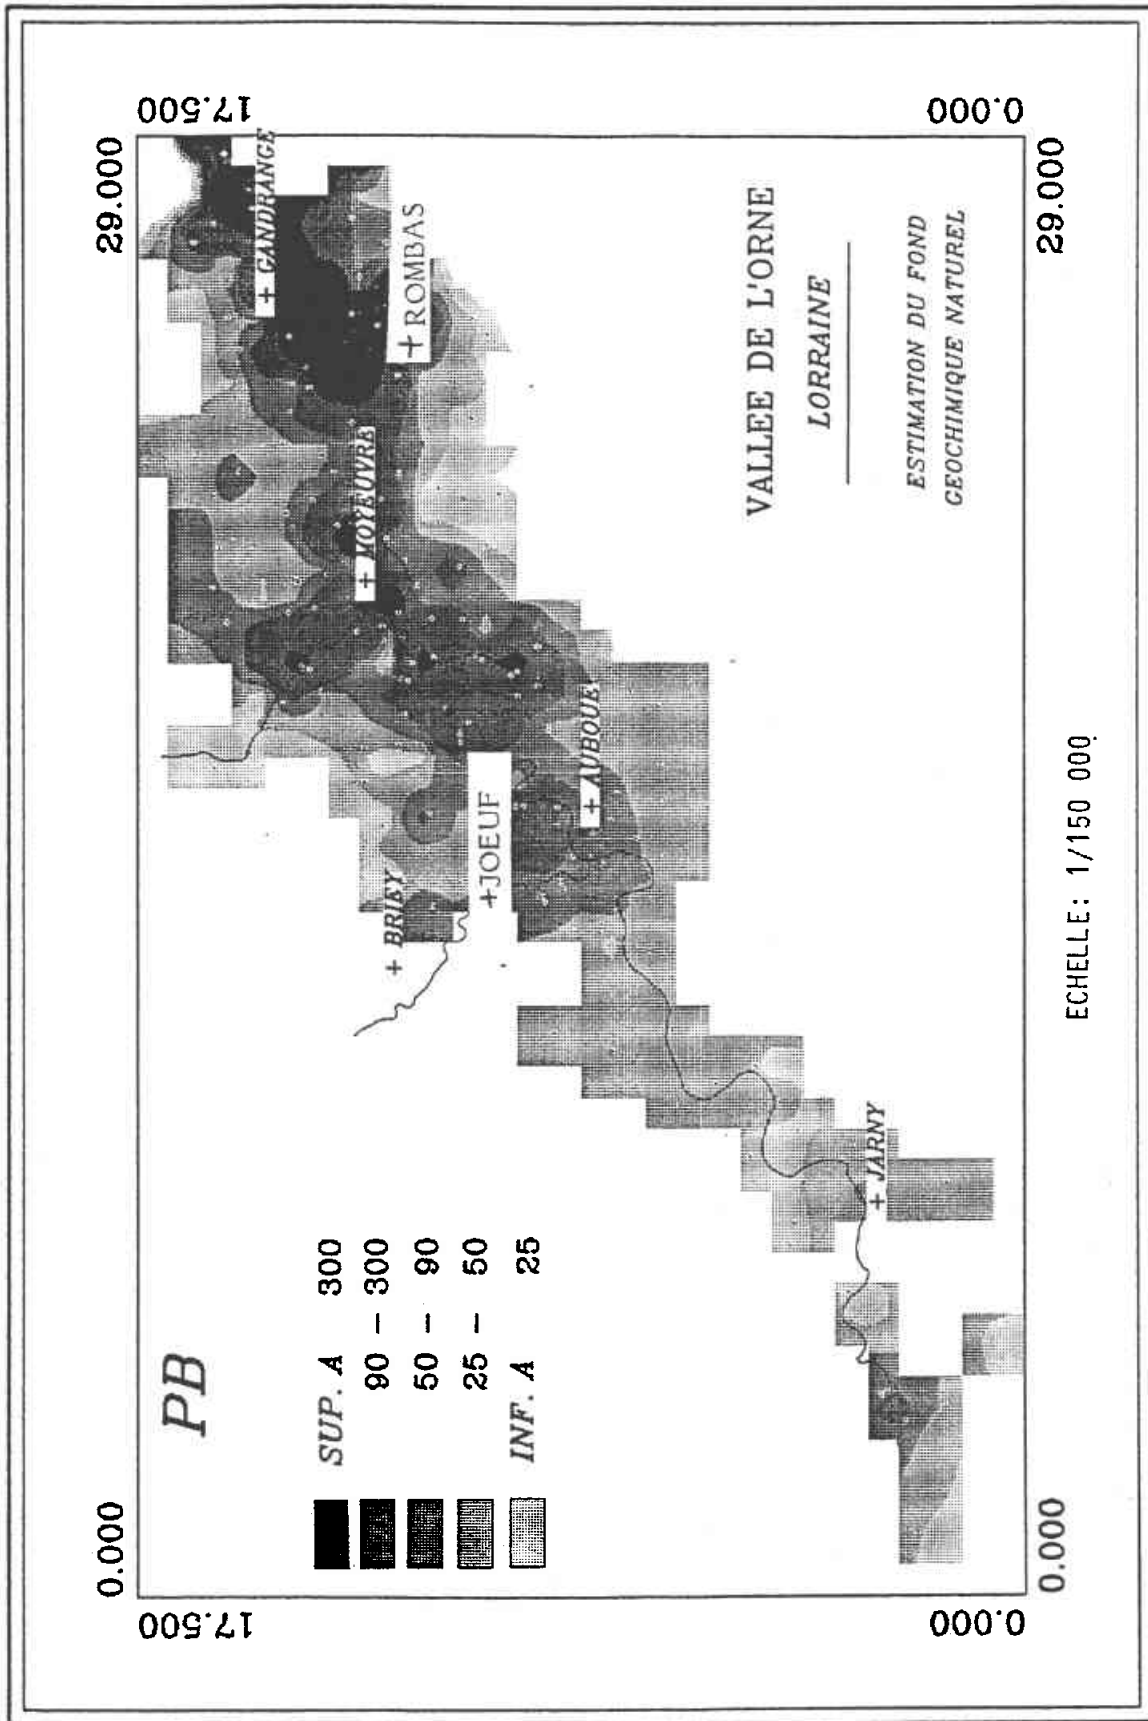 PB
SUP. A 300
90 – 300
50 – 90
25 – 50
INF. A 25
0.000
29.000
17.500
17.500
+ GANDRANGE
+ ROMBAS
+ MOYEUVRE
+ BRIEY
+JOEUF
+ AUBOUE
+ JARNY
VALLEE DE L'ORNE
LORRAINE
ESTIMATION DU FOND
GEOCHIMIQUE NATUREL
0.000
0.000
0.000
29.000
ECHELLE: 1/150 000